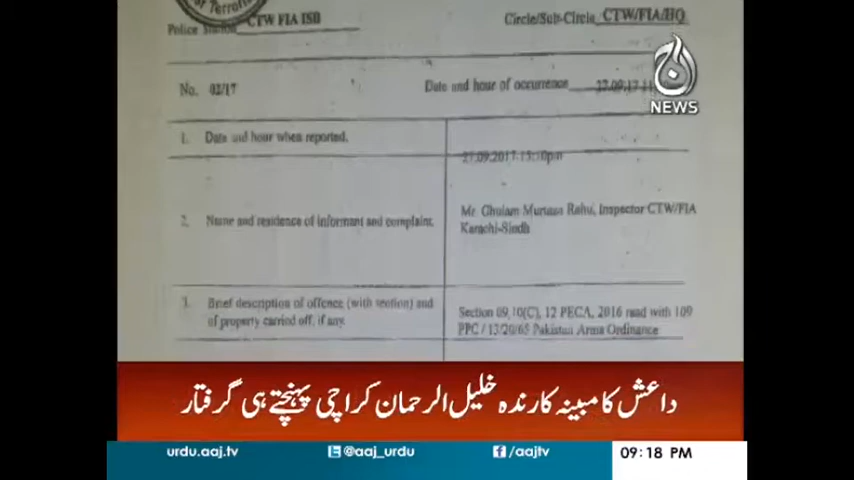 of Terroris
Police Station CTW FIA ISB
Circle/Sub-Circle CTW/FIA/HQ
No. 02/17
Date and hour of occurrence 27.09.17
NEWS
1. Date and hour when reported.
27.09.2017 15:10pm
2. Name and residence of informant and complaint.
Mr. Ghulam Murtaza Rahu, Inspector CTW/FIA
Karachi-Sindh
3. Brief description of offence (with section) and
of property carried off, if any.
Section 09,10(C), 12 PECA, 2016 read with 109
PPC / 13/20/65 Pakistan Arms Ordinance
داعش کا مبینہ کارندہ خلیل الرحمان کراچی پہنچتے ہی گرفتار
urdu.aaj.tv
@aaj_urdu
/aajtv
09:18 PM